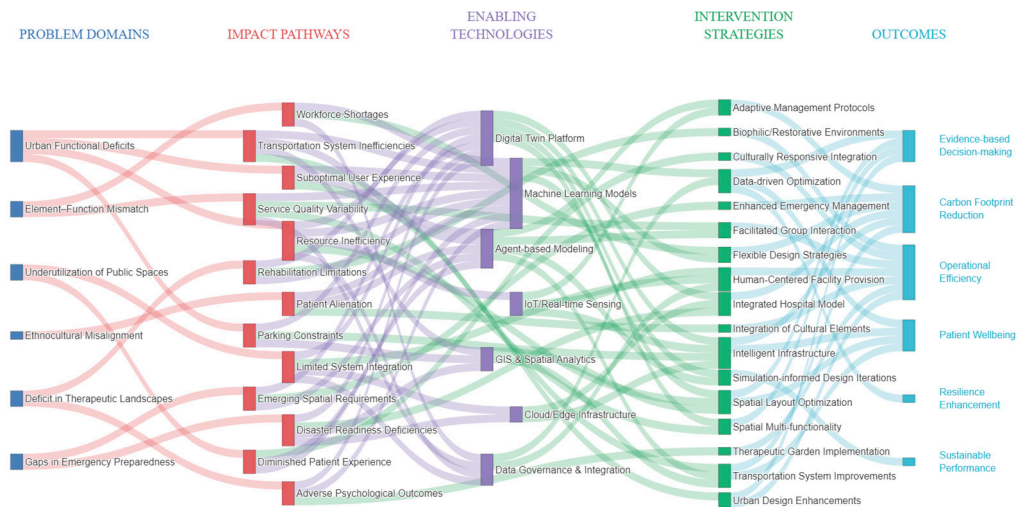 PROBLEM DOMAINS
IMPACT PATHWAYS
ENABLING
TECHNOLOGIES
INTERVENTION
STRATEGIES
OUTCOMES
Urban Functional Deficits
Element–Function Mismatch
Underutilization of Public Spaces
Ethnocultural Misalignment
Deficit in Therapeutic Landscapes
Gaps in Emergency Preparedness
Workforce Shortages
Transportation System Inefficiencies
Suboptimal User Experience
Service Quality Variability
Resource Inefficiency
Rehabilitation Limitations
Patient Alienation
Parking Constraints
Limited System Integration
Emerging Spatial Requirements
Disaster Readiness Deficiencies
Diminished Patient Experience
Adverse Psychological Outcomes
Digital Twin Platform
Machine Learning Models
Agent-based Modeling
IoT/Real-time Sensing
GIS & Spatial Analytics
Cloud/Edge Infrastructure
Data Governance & Integration
Adaptive Management Protocols
Biophilic/Restorative Environments
Culturally Responsive Integration
Data-driven Optimization
Enhanced Emergency Management
Facilitated Group Interaction
Flexible Design Strategies
Human-Centered Facility Provision
Integrated Hospital Model
Integration of Cultural Elements
Intelligent Infrastructure
Simulation-informed Design Iterations
Spatial Layout Optimization
Spatial Multi-functionality
Therapeutic Garden Implementation
Transportation System Improvements
Urban Design Enhancements
Evidence-based
Decision-making
Carbon Footprint
Reduction
Operational
Efficiency
Patient Wellbeing
Resilience
Enhancement
Sustainable
Performance